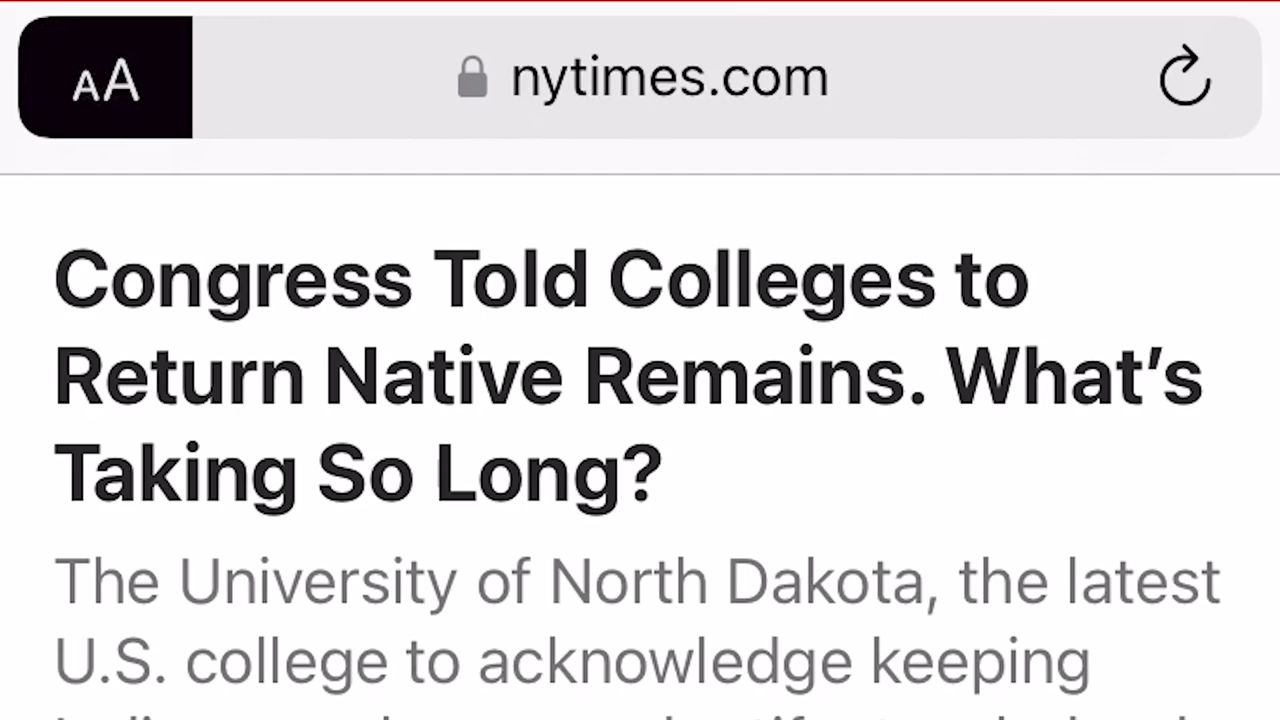 AA
nytimes.com
Congress Told Colleges to
Return Native Remains. What’s
Taking So Long?
The University of North Dakota, the latest
U.S. college to acknowledge keeping